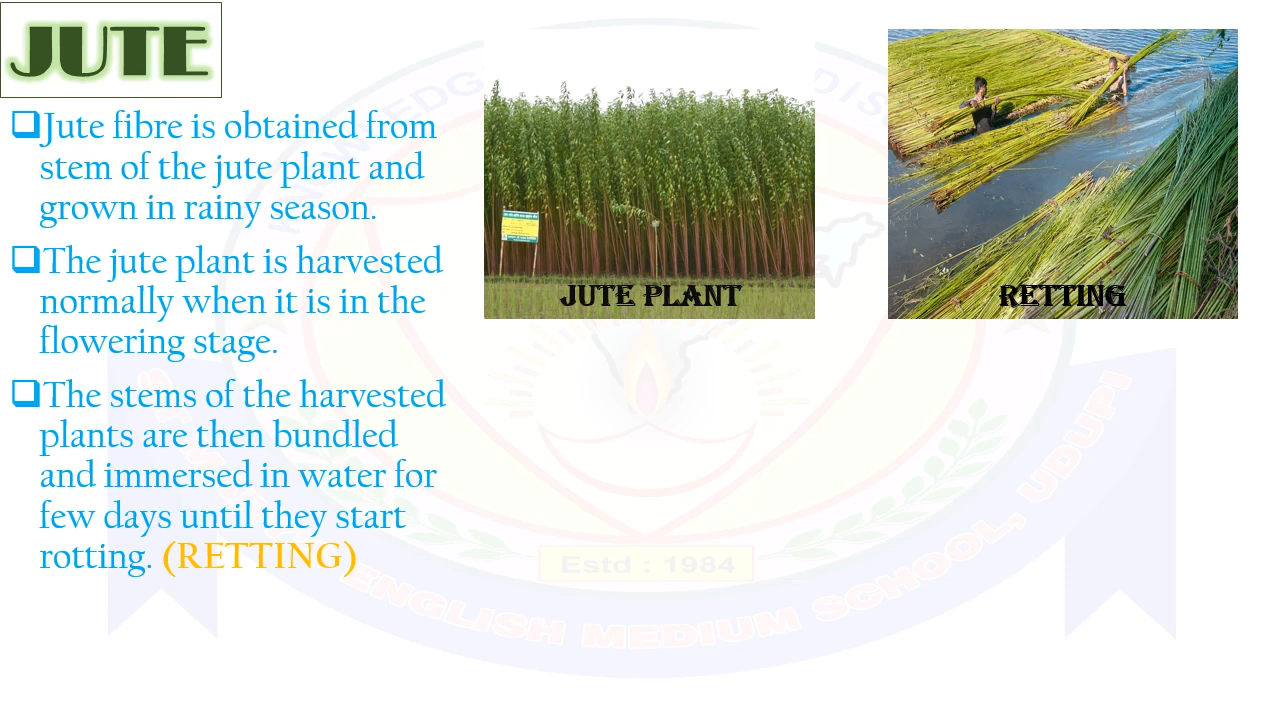 JUTE
Jute fibre is obtained from
stem of the jute plant and
grown in rainy season.
The jute plant is harvested
normally when it is in the
flowering stage.
The stems of the harvested
plants are then bundled
and immersed in water for
few days until they start
rotting. (RETTING)
JUTE PLANT
RETTING
Estd : 1984
ENGLISH MEDIUM SCHOOL, UDUPI